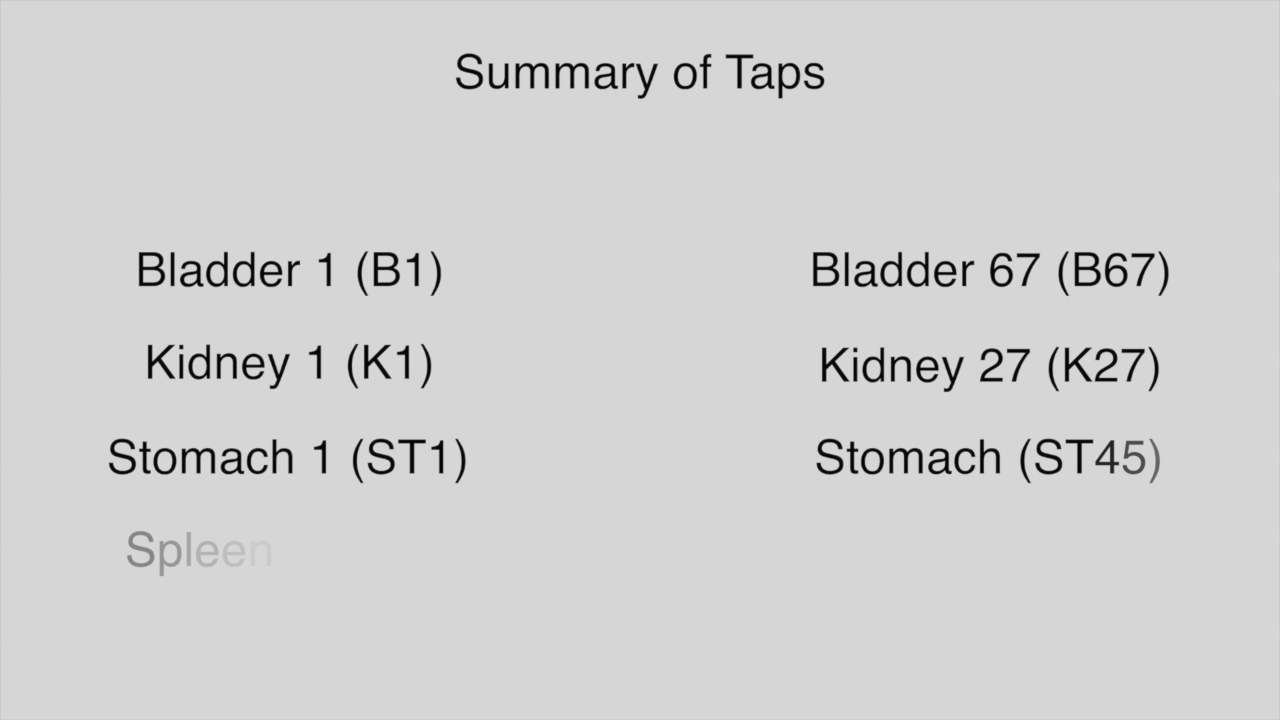 Summary of Taps
Bladder 1 (B1)
Bladder 67 (B67)
Kidney 1 (K1)
Kidney 27 (K27)
Stomach 1 (ST1)
Stomach (ST45)
Spleen